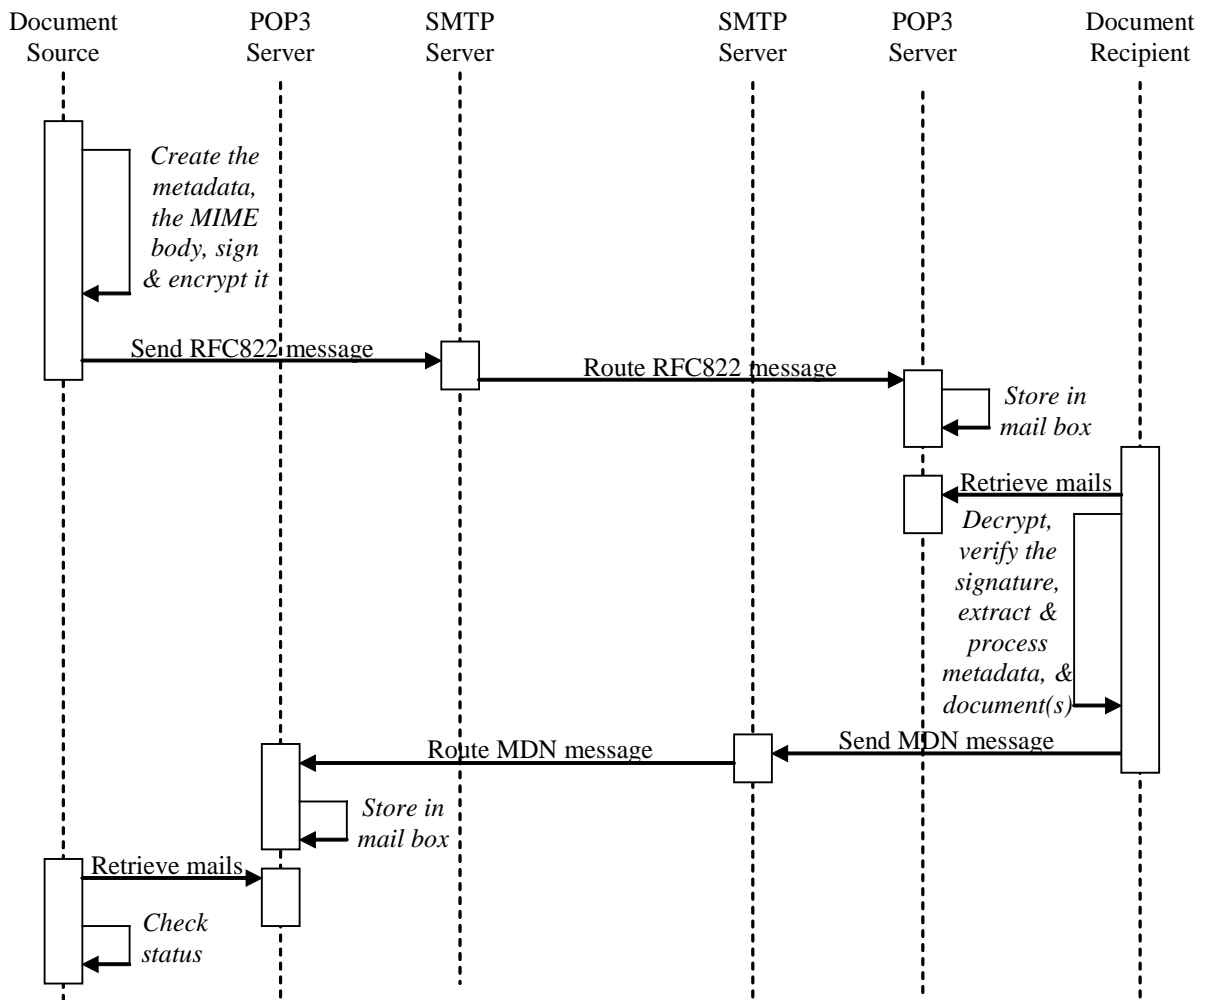 Document
Source
POP3
Server
SMTP
Server
SMTP
Server
POP3
Server
Document
Recipient
Create the
metadata,
the MIME
body, sign
& encrypt it
Send RFC822 message
Route RFC822 message
Store in
mail box
Retrieve mails
Decrypt,
verify the
signature,
extract &
process
metadata, &
document(s)
Send MDN message
Route MDN message
Store in
mail box
Retrieve mails
Check
status